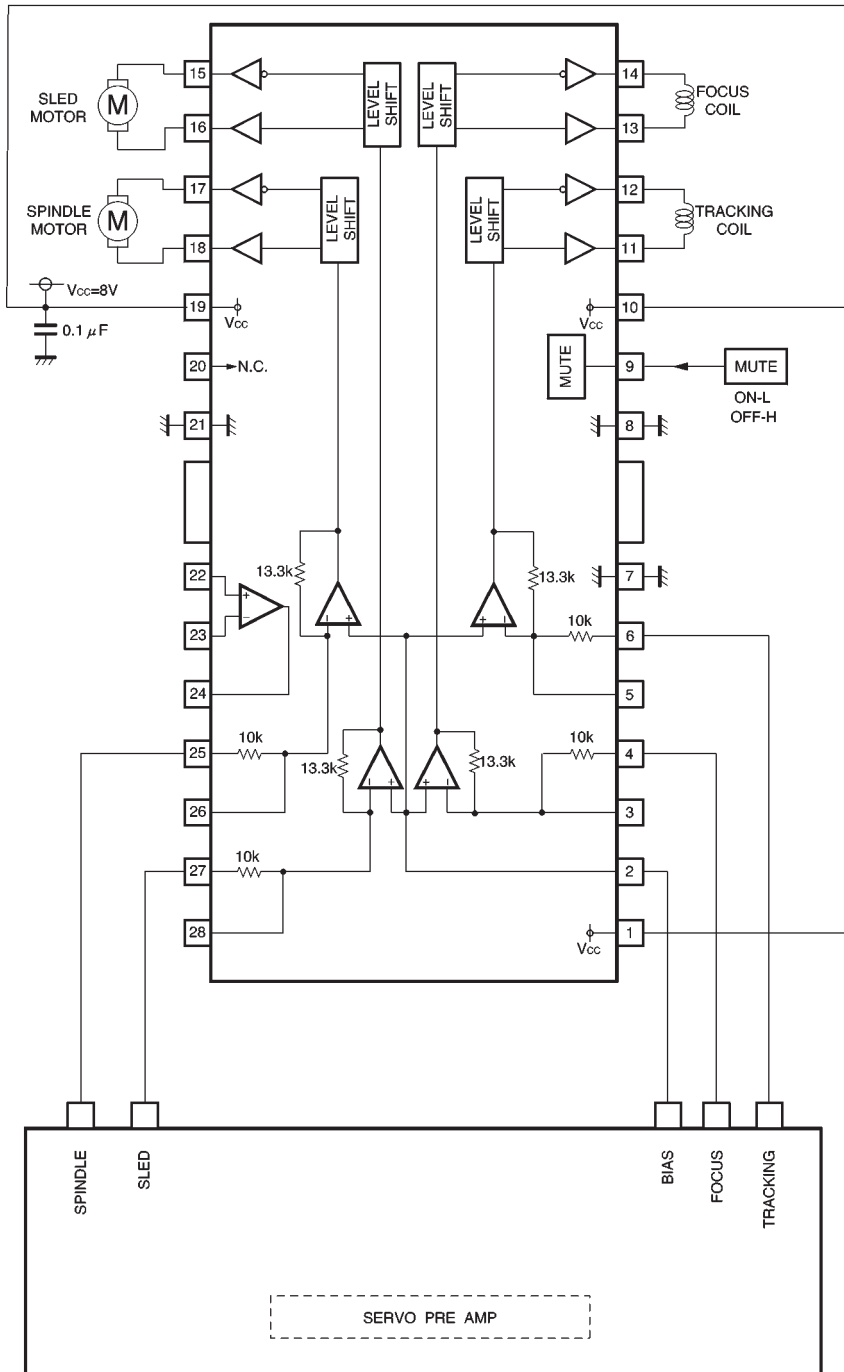 15
14
SLED
MOTOR
M
LEVEL
SHIFT
LEVEL
SHIFT
FOCUS
COIL
16
13
17
12
SPINDLE
MOTOR
M
LEVEL
SHIFT
LEVEL
SHIFT
TRACKING
COIL
18
11
Vcc=8V
19
Vcc
Vcc
10
0.1 μF
20
N.C.
MUTE
9
MUTE
ON-L
OFF-H
21
8
22
13.3k
13.3k
7
+
−
− +
+ −
23
10k
6
24
5
25
10k
13.3k
13.3k
10k
4
− +
+ −
26
3
27
10k
2
28
Vcc
1
SPINDLE
SLED
BIAS
FOCUS
TRACKING
SERVO PRE AMP